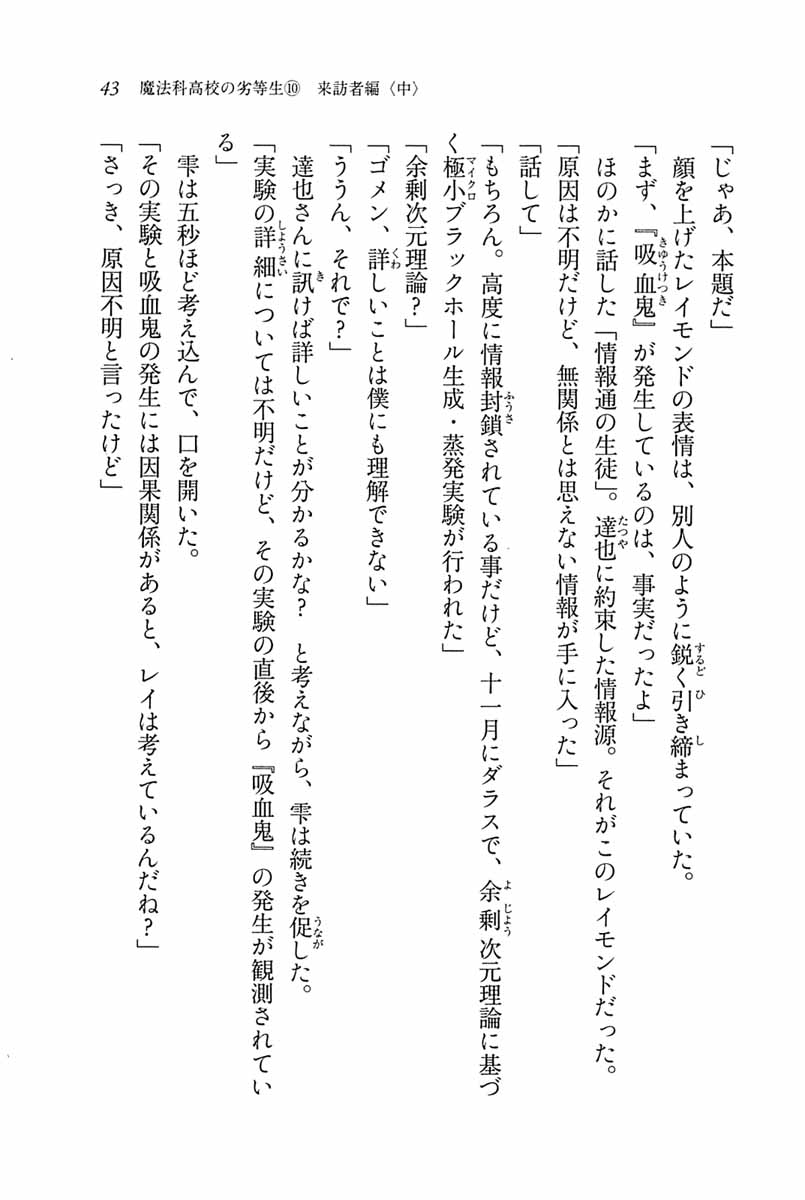 43　魔法科高校の劣等生⑩　来訪者編〈中〉
「じゃあ、本題だ」
顔を上げたレイモンドの表情は、別人のように鋭く引き締まっていた。
「まず、『吸血鬼』が発生しているのは、事実だったよ」
ほのかに話した「情報通の生徒」。達也に約束した情報源。それがこのレイモンドだった。
「原因は不明だけど、無関係とは思えない情報が手に入った」
「話して」
「もちろん。高度に情報封鎖されている事だけど、十一月にダラスで、余剰次元理論に基づ
く極小ブラックホール生成・蒸発実験が行われた」
「余剰次元理論？」
「ゴメン、詳しいことは僕にも理解できない」
「ううん、それで？」
達也さんに訊けば詳しいことが分かるかな？　と考えながら、雫は続きを促した。
「実験の詳細については不明だけど、その実験の直後から『吸血鬼』の発生が観測されてい
る」
雫は五秒ほど考え込んで、口を開いた。
「その実験と吸血鬼の発生には因果関係があると、レイは考えているんだね？」
「さっき、原因不明と言ったけど」